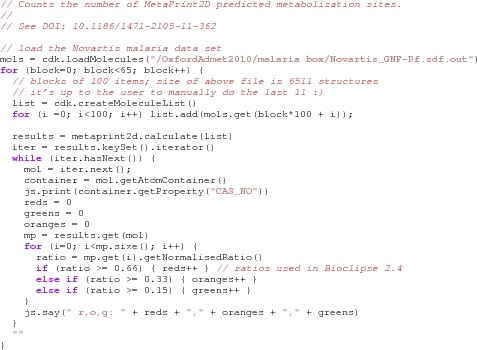 // Counts the number of MetaPrint2D predicted metabolization sites.
//
// See DOI: 10.1186/1471-2105-11-362
// load the Novartis malaria data set
mols = cdk.loadMolecules("/OxfordAdmet2010/malaria box/Novartis_GNF-Pf.sdf.out")
for (block=0; block<65; block++) {
// blocks of 100 items; size of above file is 6511 structures
// it's up to the user to manually do the last 11 :)
list = cdk.createMoleculeList()
for (i =0; i<100; i++) list.add(mols.get(block*100 + i));
results = metaprint2d.calculate(list)
iter = results.keySet().iterator()
while (iter.hasNext()) {
mol = iter.next();
container = mol.getAtomContainer()
js.print(container.getProperty("CAS_NO"))
reds = 0
greens = 0
oranges = 0
mp = results.get(mol)
for (i=0; i<mp.size(); i++) {
ratio = mp.get(i).getNormalisedRatio()
if (ratio >= 0.66) { reds++ } // ratios used in Bioclipse 2.4
else if (ratio >= 0.33) { oranges++ }
else if (ratio >= 0.15) { greens++ }
}
js.say(" r,o,g: " + reds + "," + oranges + "," + greens)
}
""
}